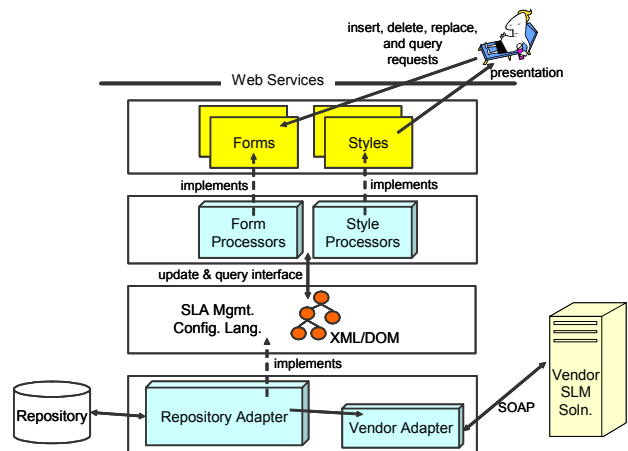 insert, delete, replace,
and query
requests
presentation
Web Services
Forms
Styles
implements
implements
Form
Processors
Style
Processors
update & query interface
SLA Mgmt.
Config. Lang.
XML/DOM
implements
Vendor
SLM
Soln.
Repository
Repository Adapter
Vendor Adapter
SOAP